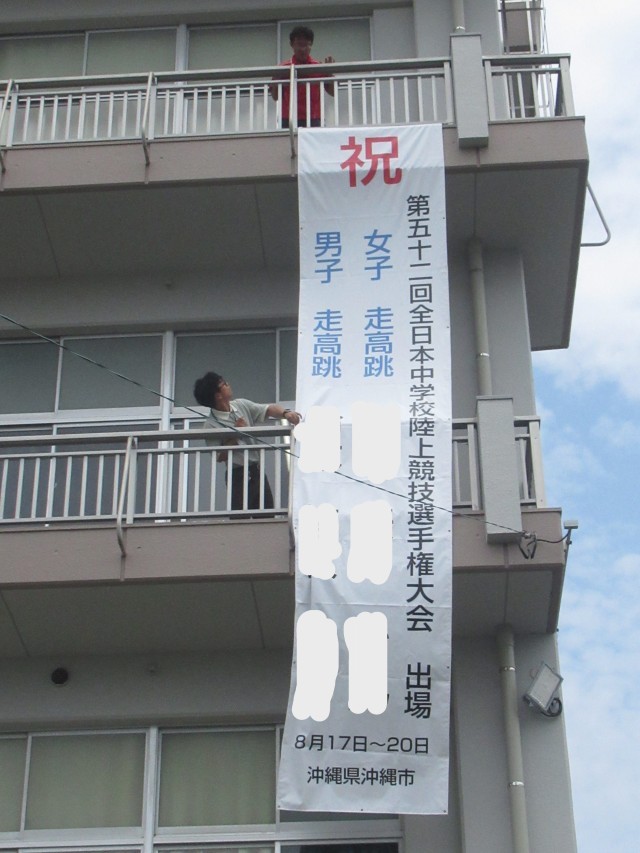 祝
第五十二回全日本中学校陸上競技選手権大会 出場
女子 走高跳
男子 走高跳
8月17日～20日
沖縄県沖縄市